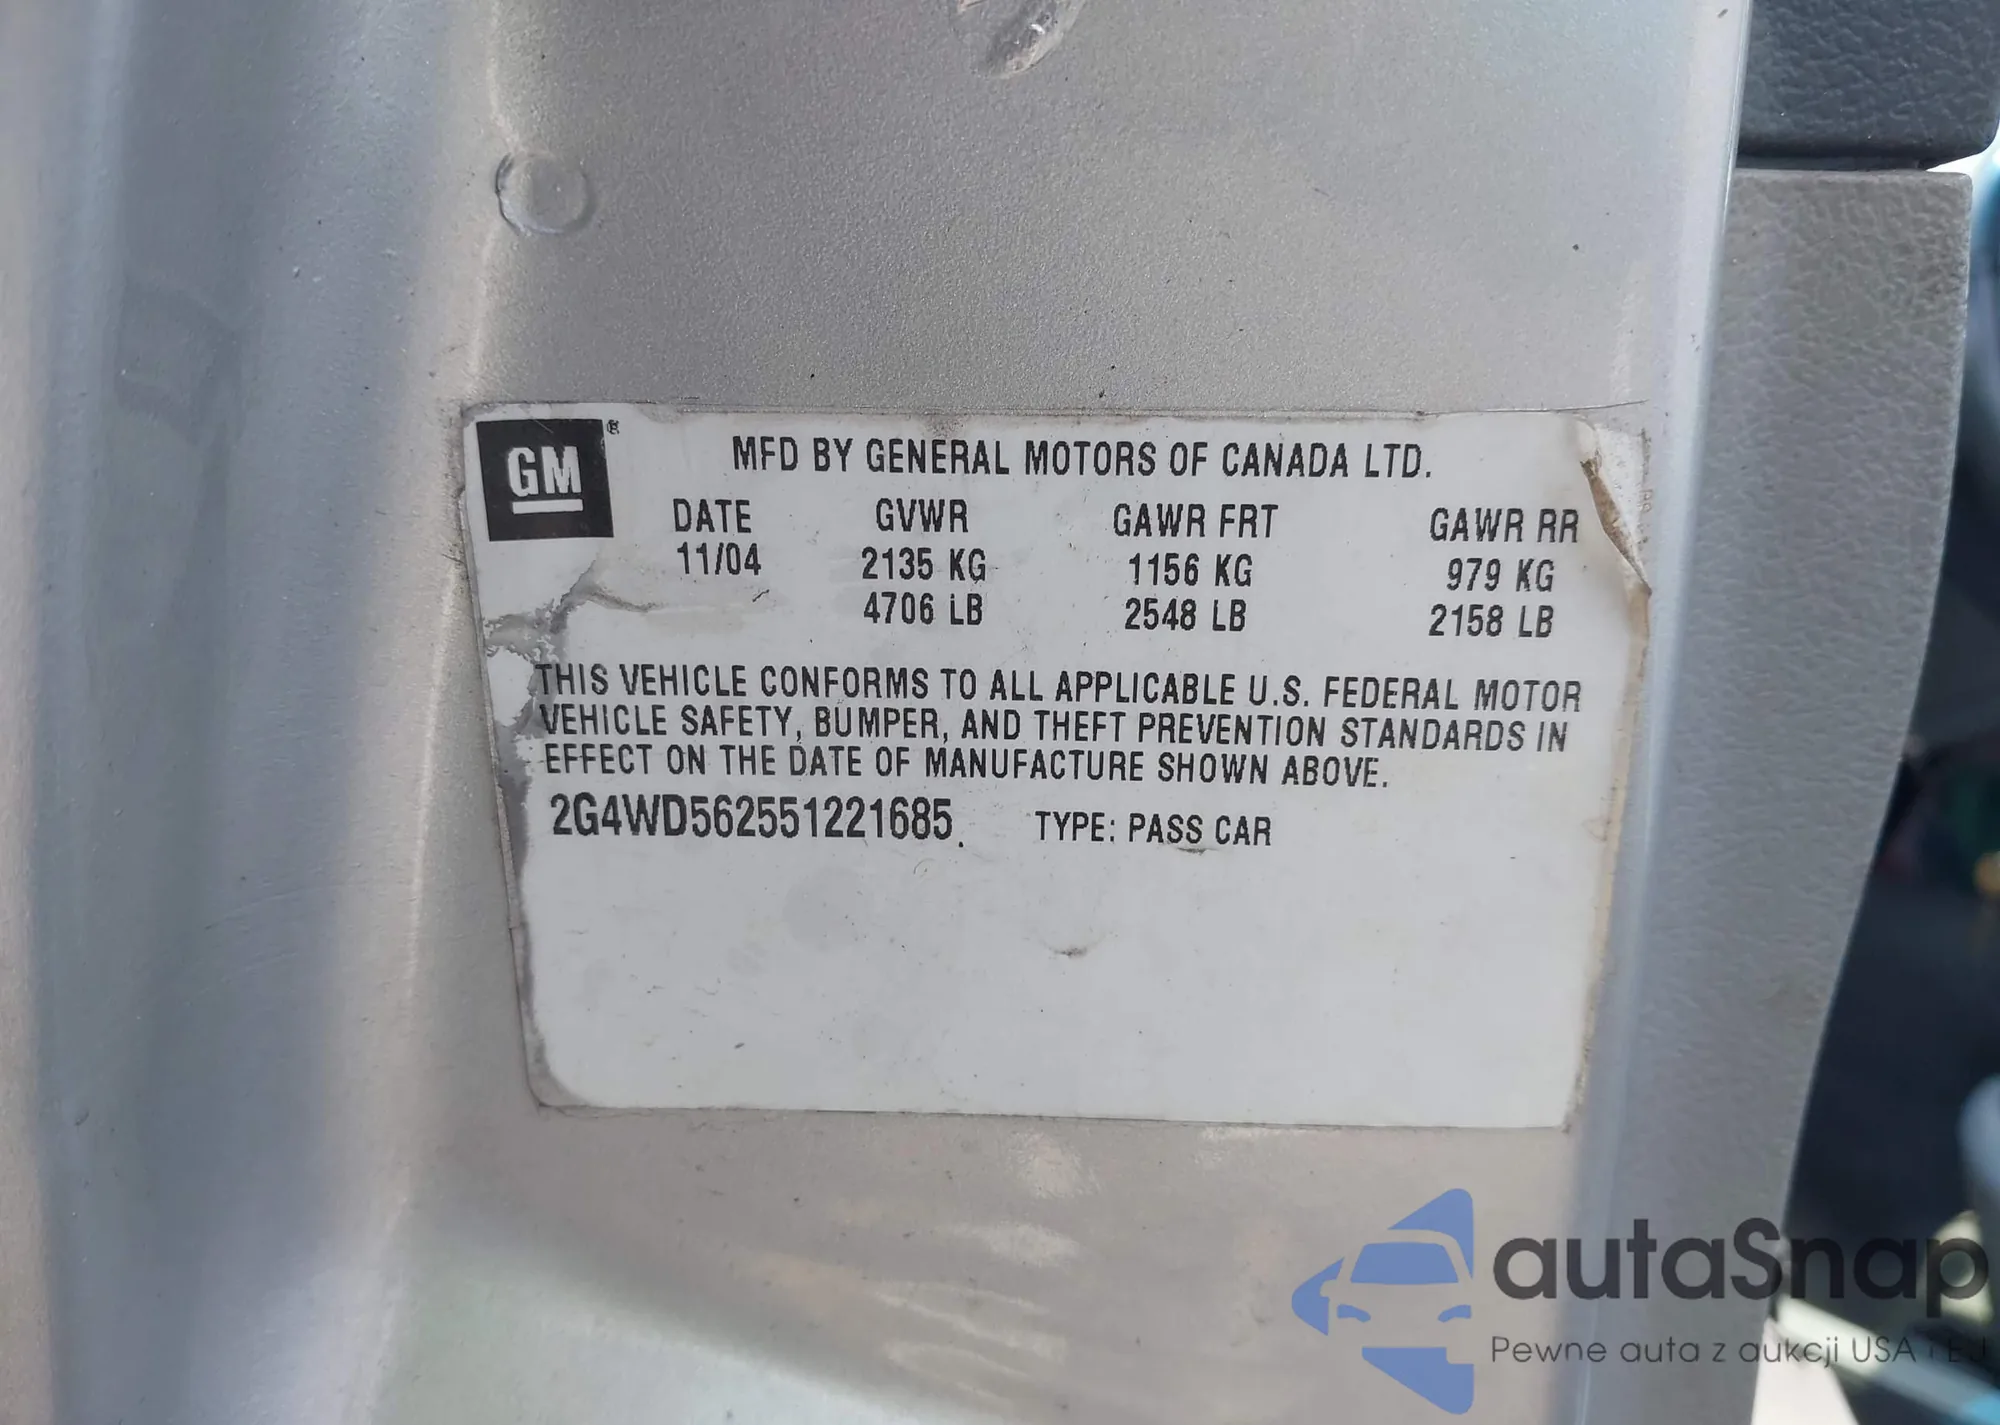 GM ®
MFD BY GENERAL MOTORS OF CANADA LTD.
DATE GVWR GAWR FRT GAWR RR
11/04 2135 KG 1156 KG 979 KG
4706 LB 2548 LB 2158 LB
THIS VEHICLE CONFORMS TO ALL APPLICABLE U.S. FEDERAL MOTOR
VEHICLE SAFETY, BUMPER, AND THEFT PREVENTION STANDARDS IN
EFFECT ON THE DATE OF MANUFACTURE SHOWN ABOVE.
2G4WD562551221685 TYPE: PASS CAR
autaSnap
Pewne auta z aukcji USA i EU